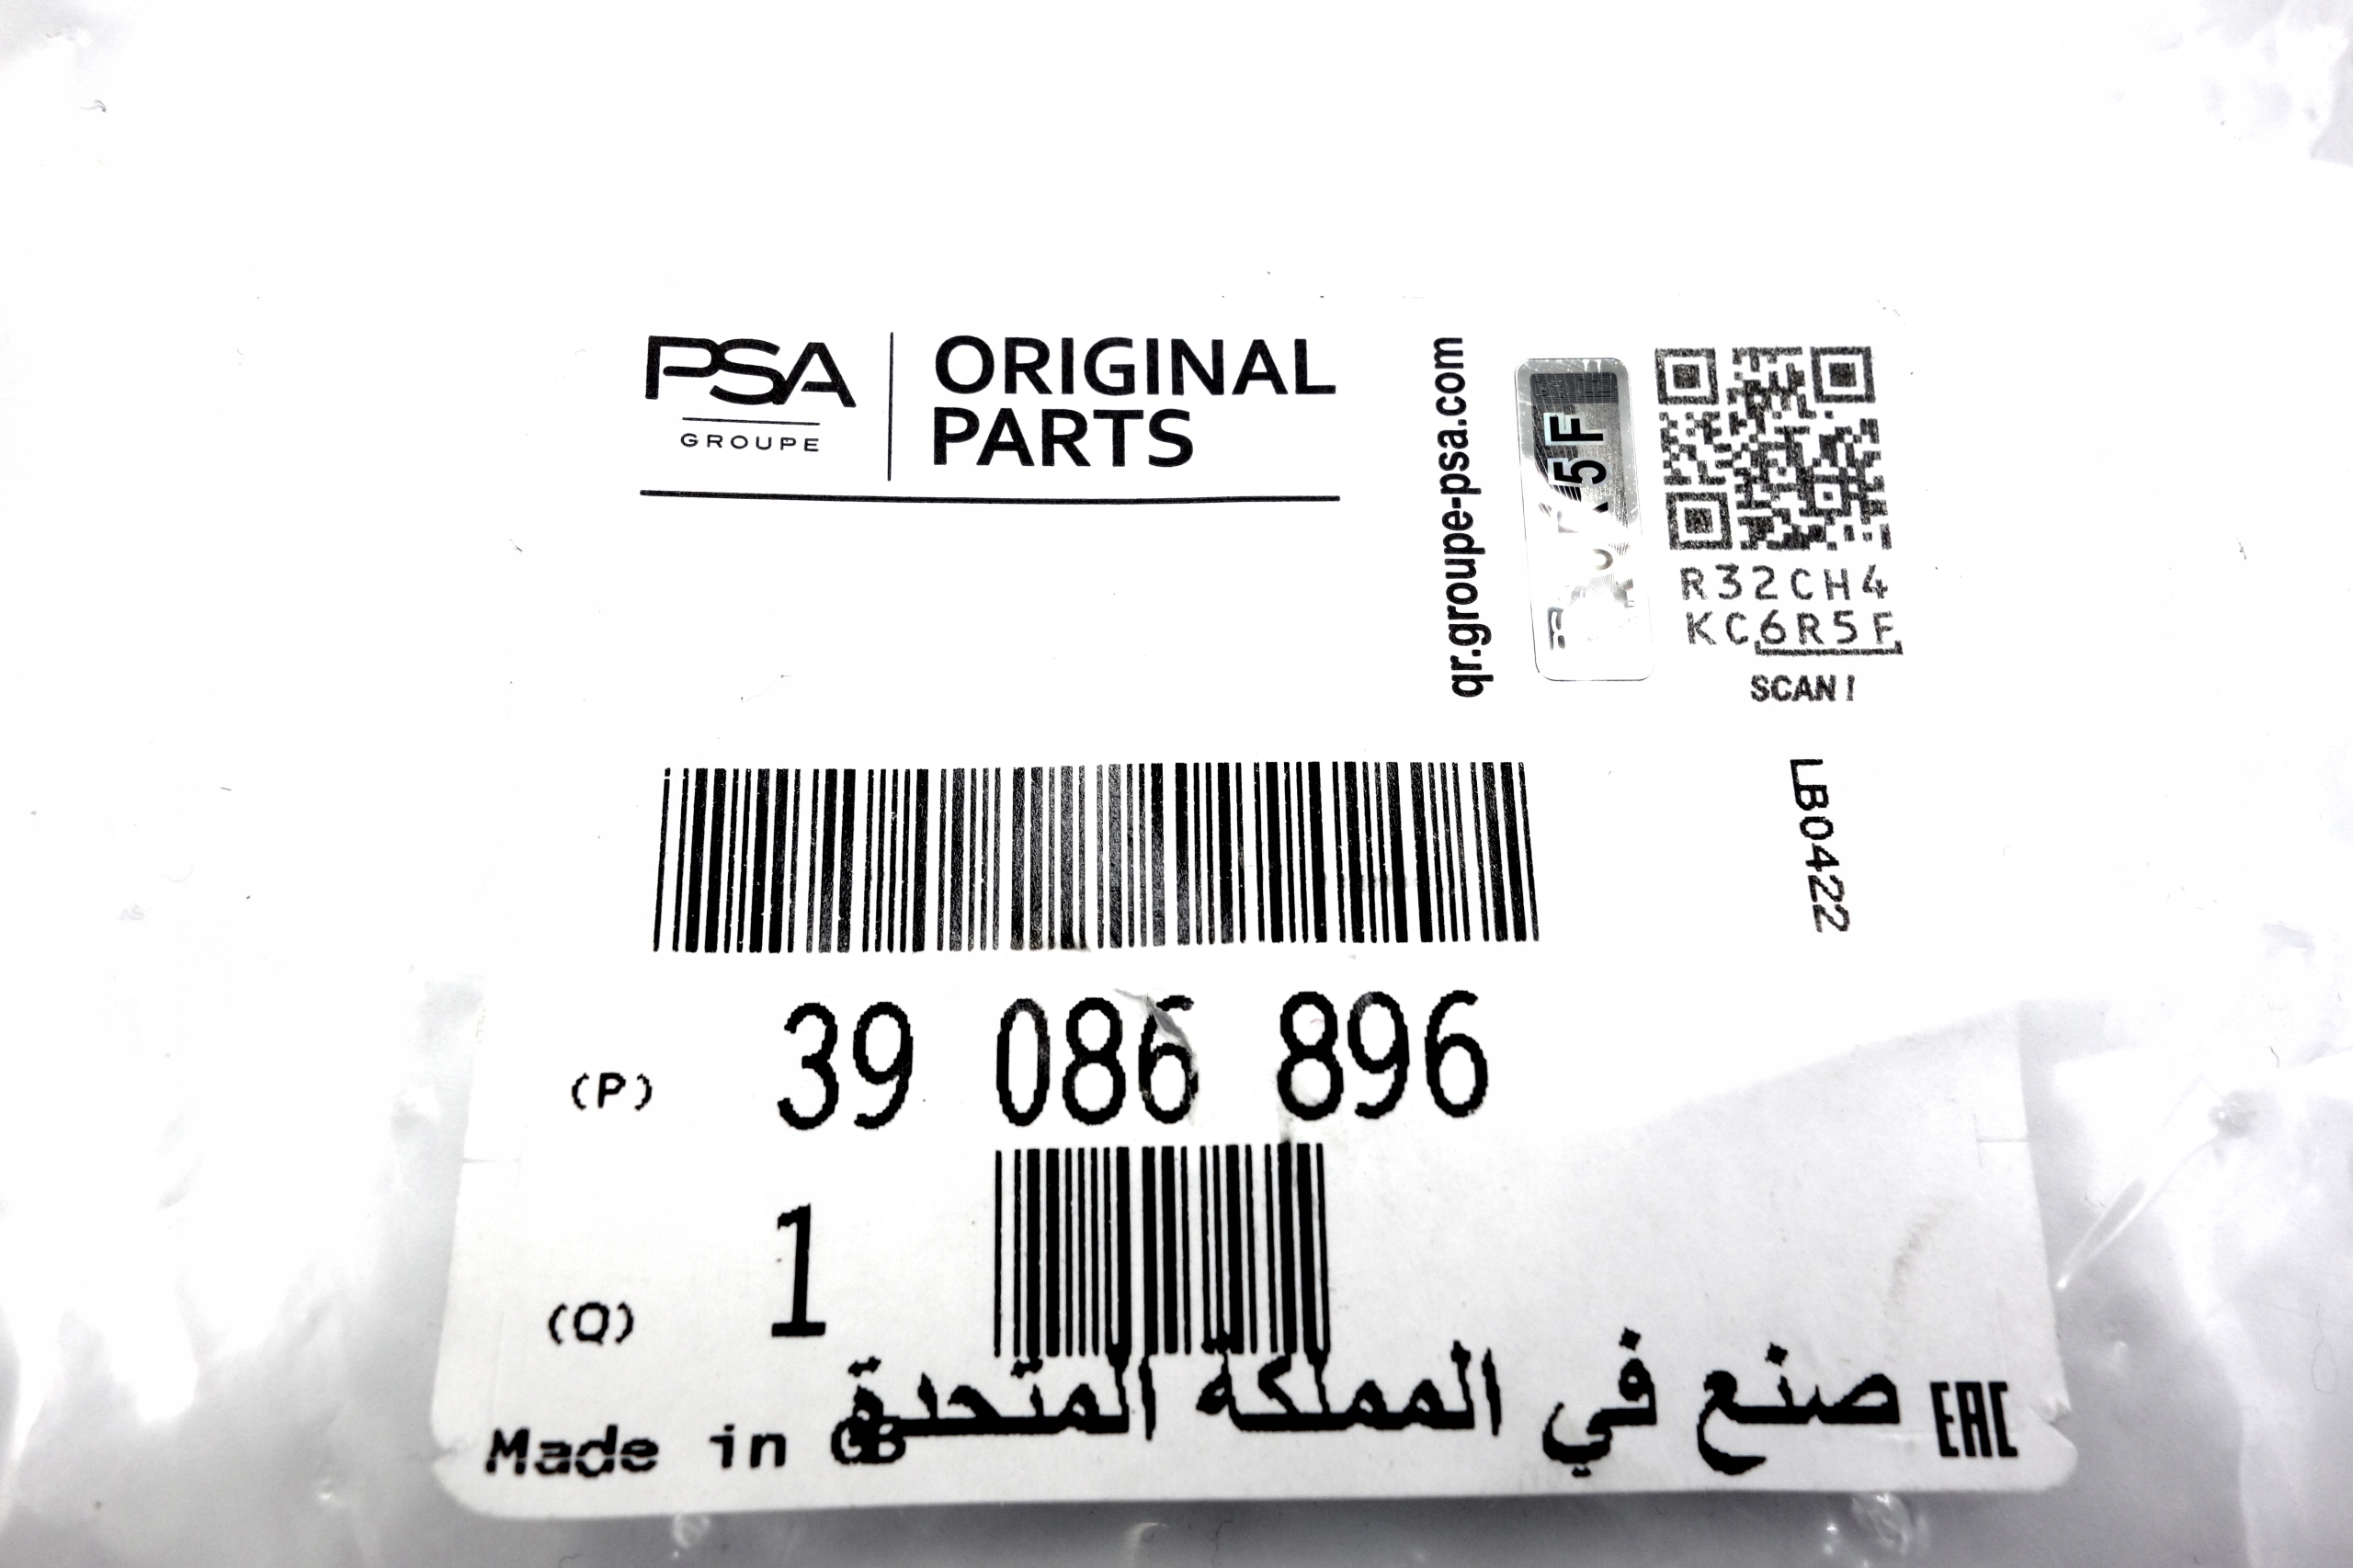 PSA
GROUPE
ORIGINAL
PARTS
qr.groupe-psa.com
5F
R32CH4
KC6R5F
SCAN!
LB0422
(P) 39 086 896
(Q) 1
صنع في المملكة المتحدة
EAC
Made in GB